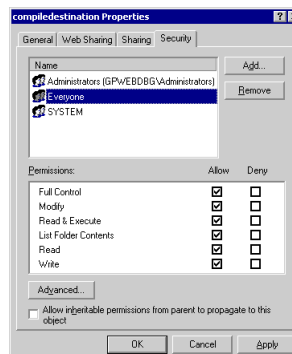 compiledestination Properties ?
General Web Sharing Sharing Security
Name
Add...
Administrators (GPWEBDBG\Administrators)
Everyone
Remove
SYSTEM
Permissions: Allow Deny
Full Control
Modify
Read & Execute
List Folder Contents
Read
Write
Advanced...
Allow inheritable permissions from parent to propagate to this
object
OK Cancel Apply